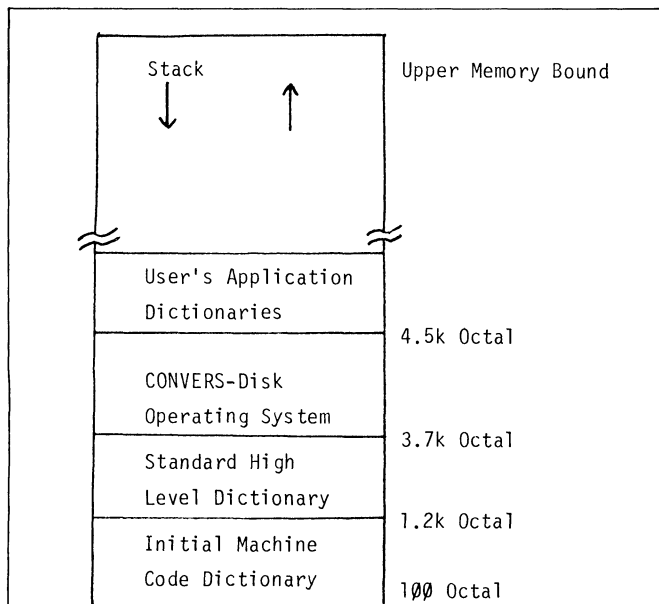 Stack
Upper Memory Bound
User's Application
Dictionaries
4.5k Octal
CONVERS-Disk
Operating System
3.7k Octal
Standard High
Level Dictionary
1.2k Octal
Initial Machine
Code Dictionary
1øø Octal